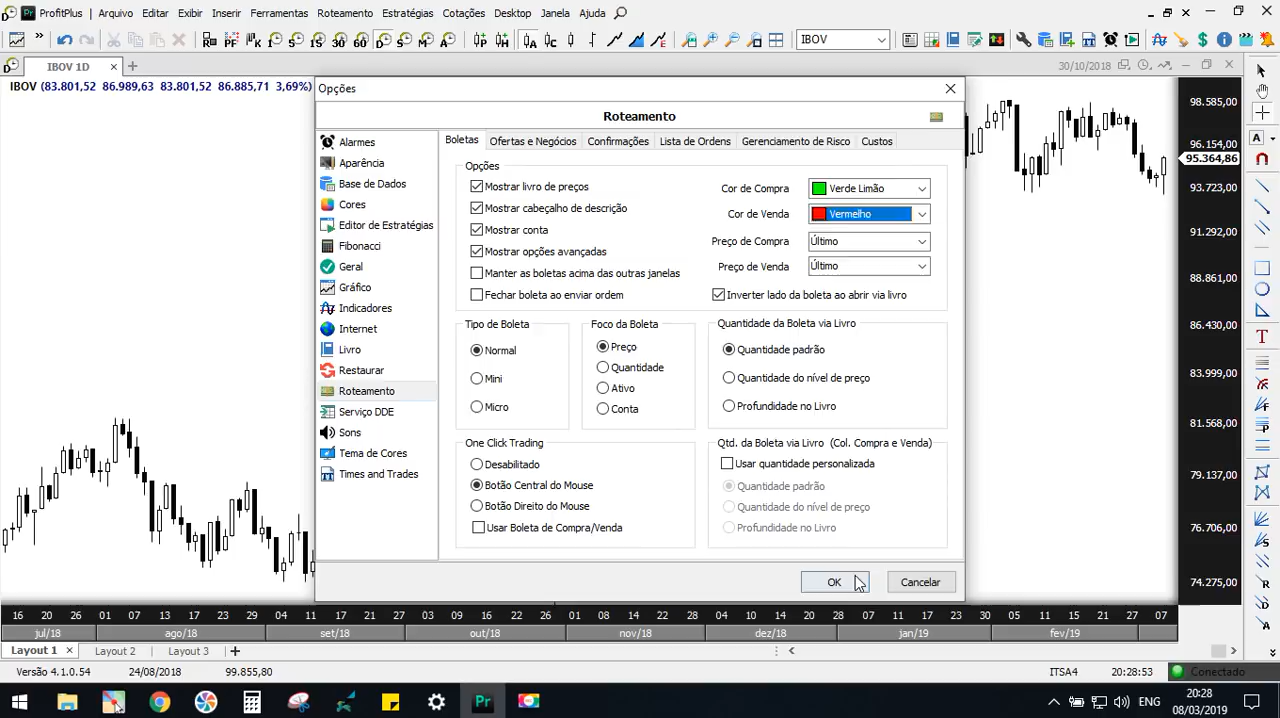 ProfitPlus Arquivo Editar Exibir Inserir Ferramentas Roteamento Estratégias Cotações Desktop Janela Ajuda
IBOV
IBOV 1D
30/10/2018
IBOV (83.801,52 86.989,63 83.801,52 86.885,71 3,69%)
Opções
Roteamento
Alarmes
Aparência
Base de Dados
Cores
Editor de Estratégias
Fibonacci
Geral
Gráfico
Indicadores
Internet
Livro
Restaurar
Roteamento
Serviço DDE
Sons
Tema de Cores
Times and Trades
Boletas Ofertas e Negócios Confirmações Lista de Ordens Gerenciamento de Risco Custos
Opções
Mostrar livro de preços
Mostrar cabeçalho de descrição
Mostrar conta
Mostrar opções avançadas
Manter as boletas acima das outras janelas
Fechar boleta ao enviar ordem
Cor de Compra Verde Limão
Cor de Venda Vermelho
Preço de Compra Último
Preço de Venda Último
Inverter lado da boleta ao abrir via livro
Tipo de Boleta
Normal
Mini
Micro
Foco da Boleta
Preço
Quantidade
Ativo
Conta
Quantidade da Boleta via Livro
Quantidade padrão
Quantidade do nível de preço
Profundidade no Livro
One Click Trading
Desabilitado
Botão Central do Mouse
Botão Direito do Mouse
Usar Boleta de Compra/Venda
Qtd. da Boleta via Livro (Col. Compra e Venda)
Usar quantidade personalizada
Quantidade padrão
Quantidade do nível de preço
Profundidade no Livro
OK Cancelar
98.585,00
96.154,00
95.364,86
93.723,00
91.292,00
88.861,00
86.430,00
83.999,00
81.568,00
79.137,00
76.706,00
74.275,00
16 20 26 01 07 13 17 23 29 04 11 17 21 27 03 09 16 22 26 01 08 14 21 27 03 07 13 19 28 04 10 16 22 29 04 08 14 20 26 01 07
jul/18 ago/18 set/18 out/18 nov/18 dez/18 jan/19 fev/19
Layout 1 Layout 2 Layout 3
Versão 4.1.0.54 24/08/2018 99.855,80 ITSA4 20:28:53 Conectado
ENG 20:28
08/03/2019